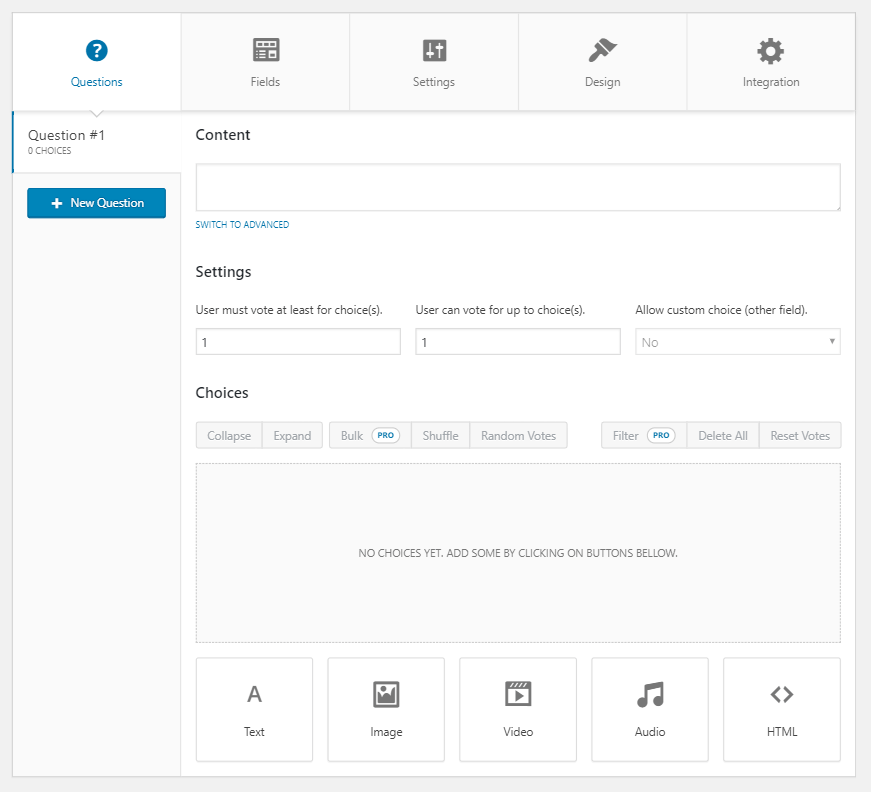 ?
Questions
Fields
Settings
Design
Integration
Question #1
0 CHOICES
+ New Question
Content
SWITCH TO ADVANCED
Settings
User must vote at least for choice(s).
User can vote for up to choice(s).
Allow custom choice (other field).
1
1
No
Choices
Collapse
Expand
Bulk PRO
Shuffle
Random Votes
Filter PRO
Delete All
Reset Votes
NO CHOICES YET. ADD SOME BY CLICKING ON BUTTONS BELLOW.
A
Text
Image
Video
Audio
<>
HTML